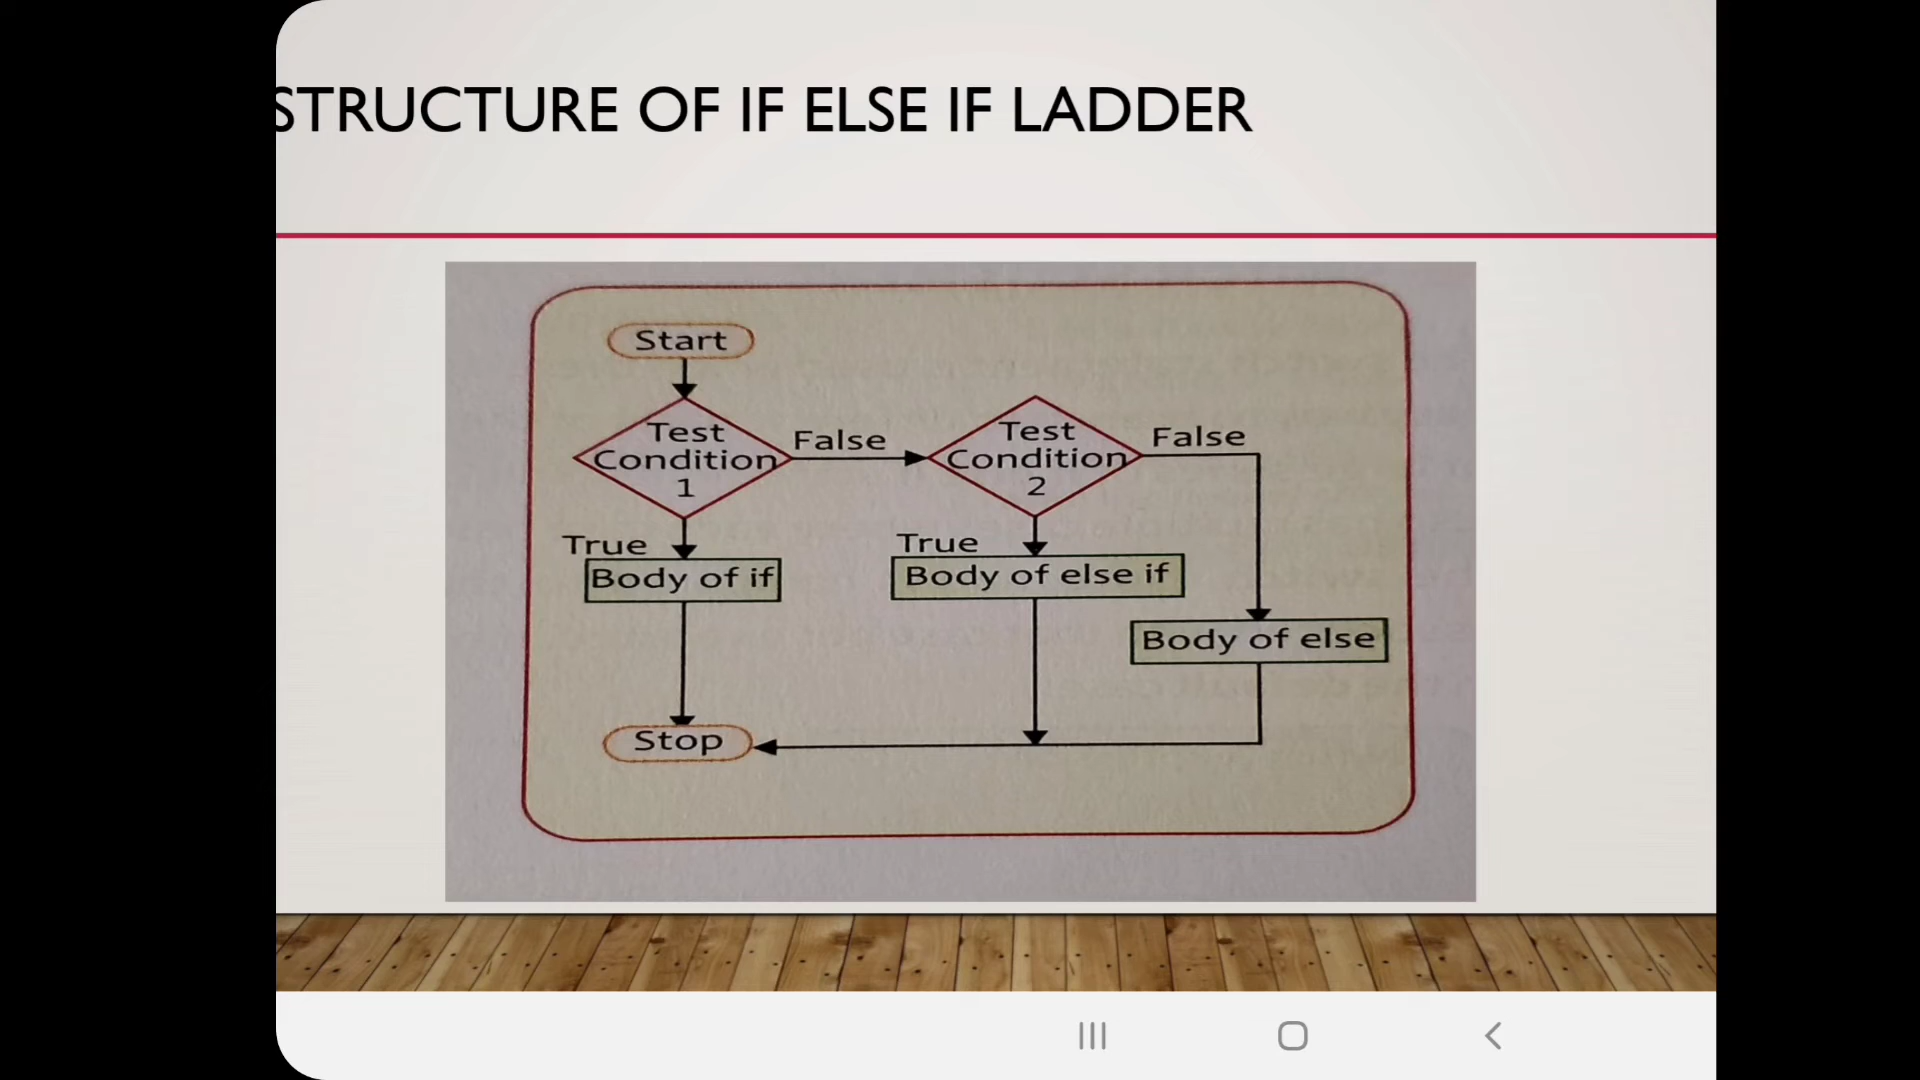 STRUCTURE OF IF ELSE IF LADDER
Start
Test
Condition
1
False
Test
Condition
2
False
True
Body of if
True
Body of else if
Body of else
Stop